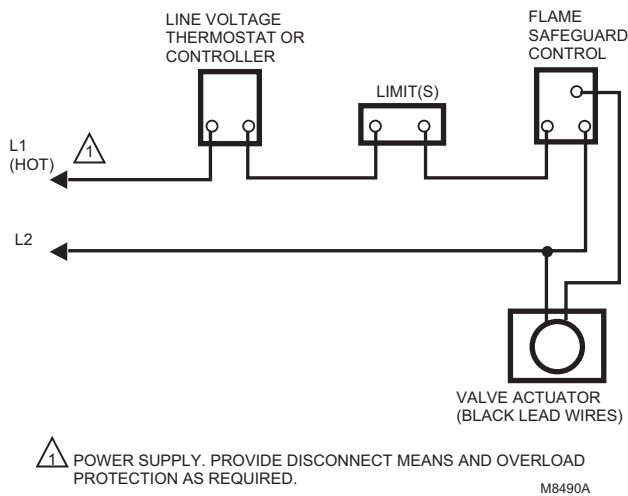 LINE VOLTAGE
THERMOSTAT OR
CONTROLLER
LIMIT(S)
FLAME
SAFEGUARD
CONTROL
L1
(HOT)
1
L2
VALVE ACTUATOR
(BLACK LEAD WIRES)
1 POWER SUPPLY. PROVIDE DISCONNECT MEANS AND OVERLOAD
PROTECTION AS REQUIRED.
M8490A